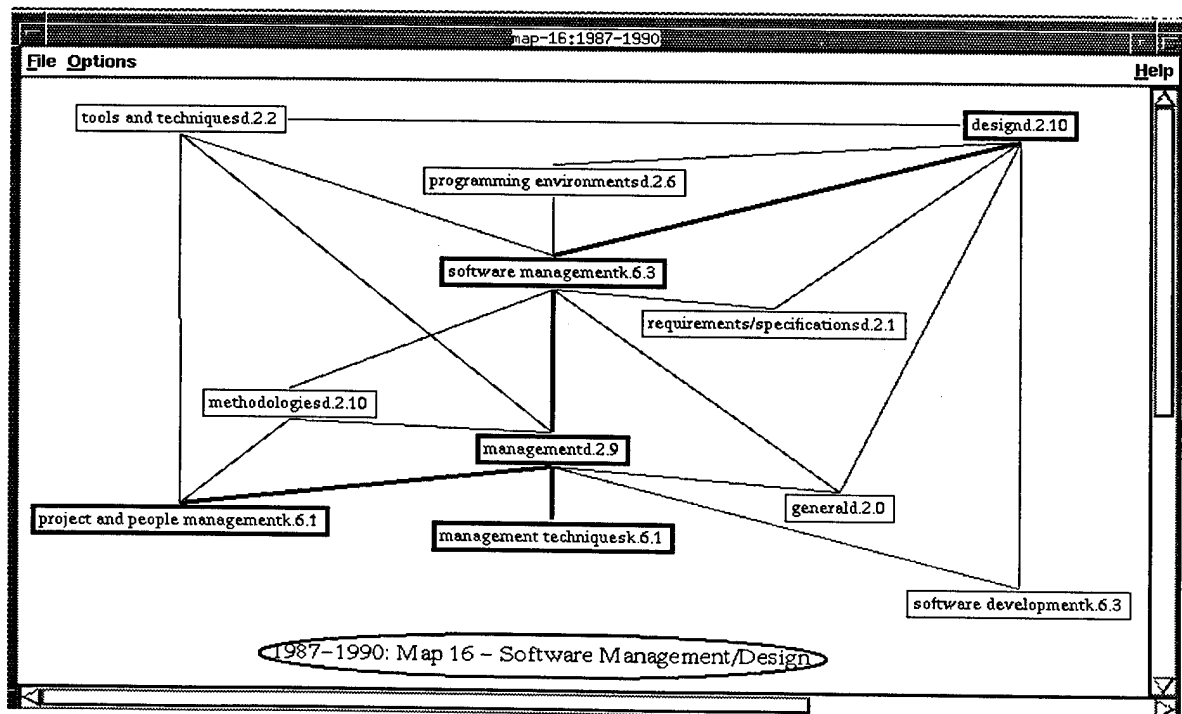 map-16:1987-1990
File Options
Help
tools and techniquesd.2.2
designd.2.10
programming environmentsd.2.6
software managementk.6.3
requirements/specificationsd.2.1
methodologiesd.2.10
managementd.2.9
generald.2.0
project and people managementk.6.1
management techniquesk.6.1
software developmentk.6.3
1987-1990: Map 16 - Software Management/Design